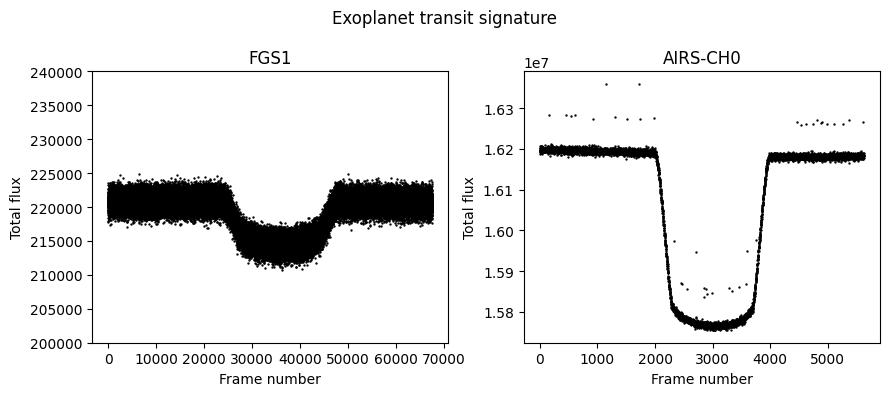 Exoplanet transit signature
FGS1
240000
235000
230000
225000
220000
215000
210000
205000
200000
Total flux
0 10000 20000 30000 40000 50000 60000 70000
Frame number
AIRS-CH0
1e7
1.63
1.62
1.61
1.60
1.59
1.58
Total flux
0 1000 2000 3000 4000 5000
Frame number